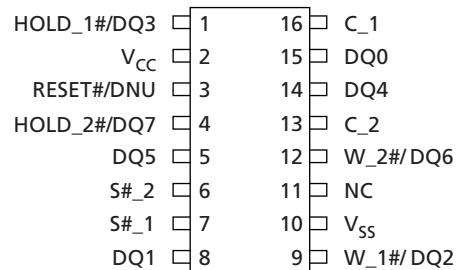 HOLD_1#/DQ3 1 16 C_1
VCC 2 15 DQ0
RESET#/DNU 3 14 DQ4
HOLD_2#/DQ7 4 13 C_2
DQ5 5 12 W_2#/DQ6
S#_2 6 11 NC
S#_1 7 10 VSS
DQ1 8 9 W_1#/DQ2